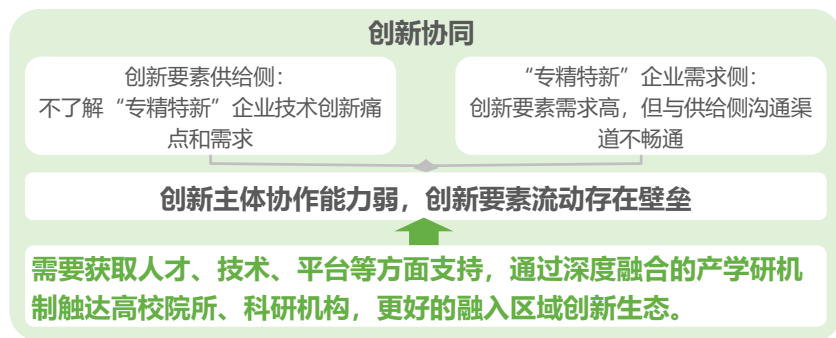 创新协同
创新要素供给侧：
不了解“专精特新”企业技术创新痛
点和需求
“专精特新”企业需求侧：
创新要素需求高，但与供给侧沟通渠
道不畅通
创新主体协作能力弱，创新要素流动存在壁垒
需要获取人才、技术、平台等方面支持，通过深度融合的产学研机
制触达高校院所、科研机构，更好的融入区域创新生态。